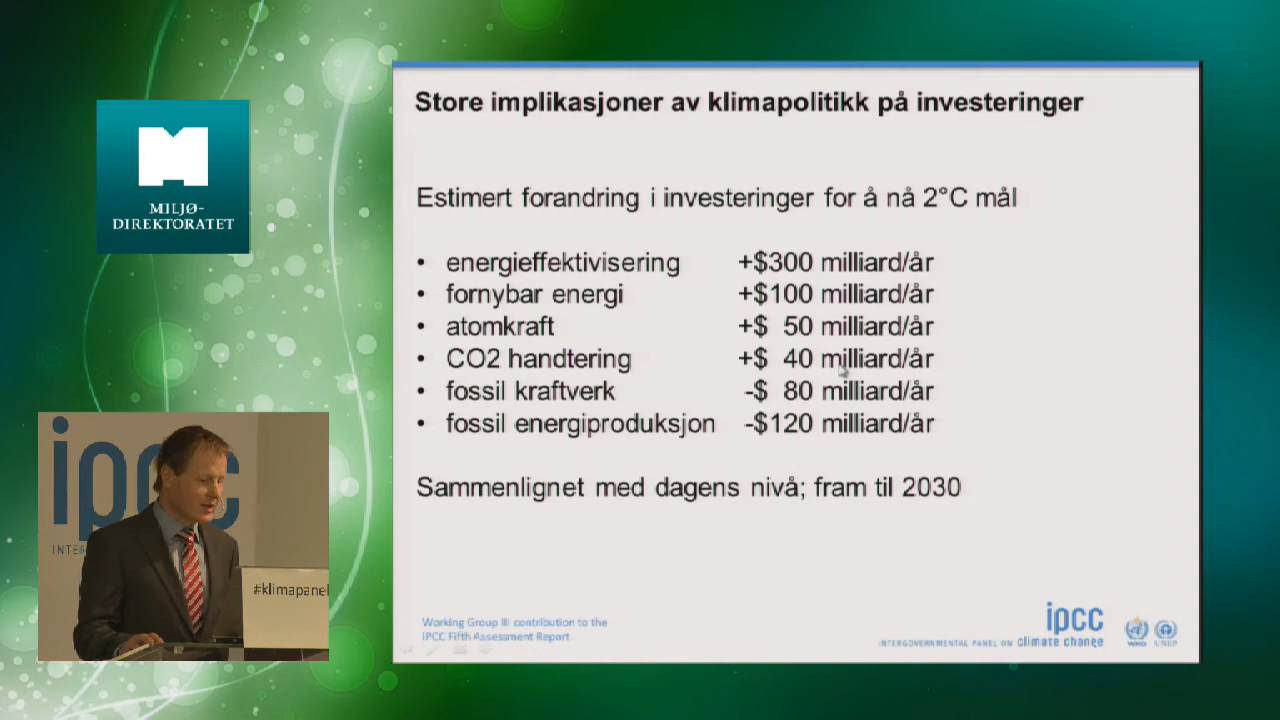 MILJØ-
DIREKTORATET
Store implikasjoner av klimapolitikk på investeringer
Estimert forandring i investeringer for å nå 2°C mål
• energieffektivisering +$300 milliard/år
• fornybar energi +$100 milliard/år
• atomkraft +$ 50 milliard/år
• CO2 handtering +$ 40 milliard/år
• fossil kraftverk -$ 80 milliard/år
• fossil energiproduksjon -$120 milliard/år
Sammenlignet med dagens nivå; fram til 2030
ipcc
INTER
#klimapanel
Working Group III contribution to the
IPCC Fifth Assessment Report
ipcc
INTERGOVERNMENTAL PANEL ON climate change
WMO UNEP